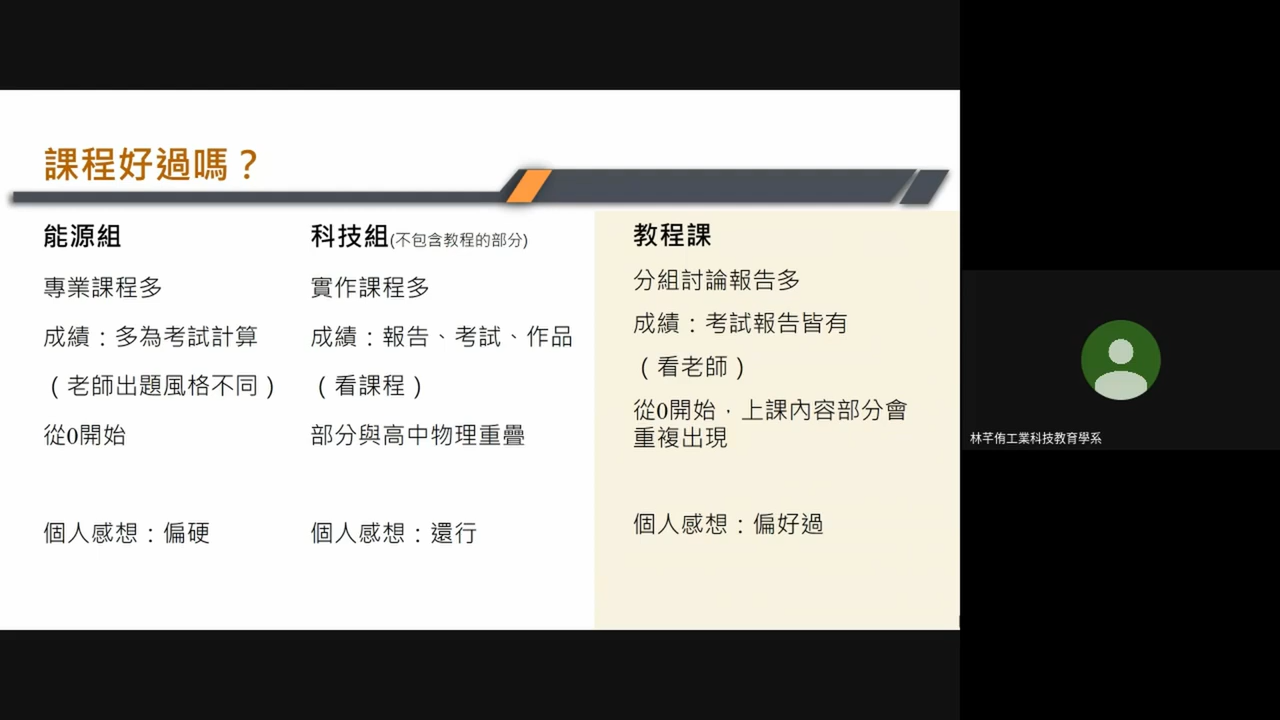 課程好過嗎？
能源組
專業課程多
成績：多為考試計算
（老師出題風格不同）
從0開始
個人感想：偏硬
科技組(不包含教程的部分)
實作課程多
成績：報告、考試、作品
（看課程）
部分與高中物理重疊
個人感想：還行
教程課
分組討論報告多
成績：考試報告皆有
（看老師）
從0開始，上課內容部分會
重複出現
個人感想：偏好過
林芊侑工業科技教育學系